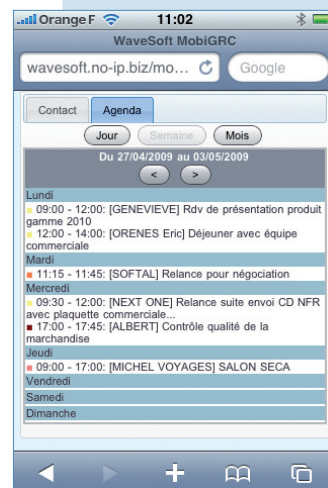 Orange F 11:02
WaveSoft MobiGRC
wavesoft.no-ip.biz/mo... Google
Contact Agenda
Jour Semaine Mois
Du 27/04/2009 au 03/05/2009
< >
Lundi
09:00 - 12:00: [GENEVIEVE] Rdv de présentation produit
gamme 2010
12:00 - 14:00: [ORENES Eric] Déjeuner avec équipe
commerciale
Mardi
11:15 - 11:45: [SOFTAL] Relance pour négociation
Mercredi
09:30 - 12:00: [NEXT ONE] Relance suite envoi CD NFR
avec plaquette commerciale...
17:00 - 17:45: [ALBERT] Contrôle qualité de la
marchandise
Jeudi
09:00 - 17:00: [MICHEL VOYAGES] SALON SECA
Vendredi
Samedi
Dimanche